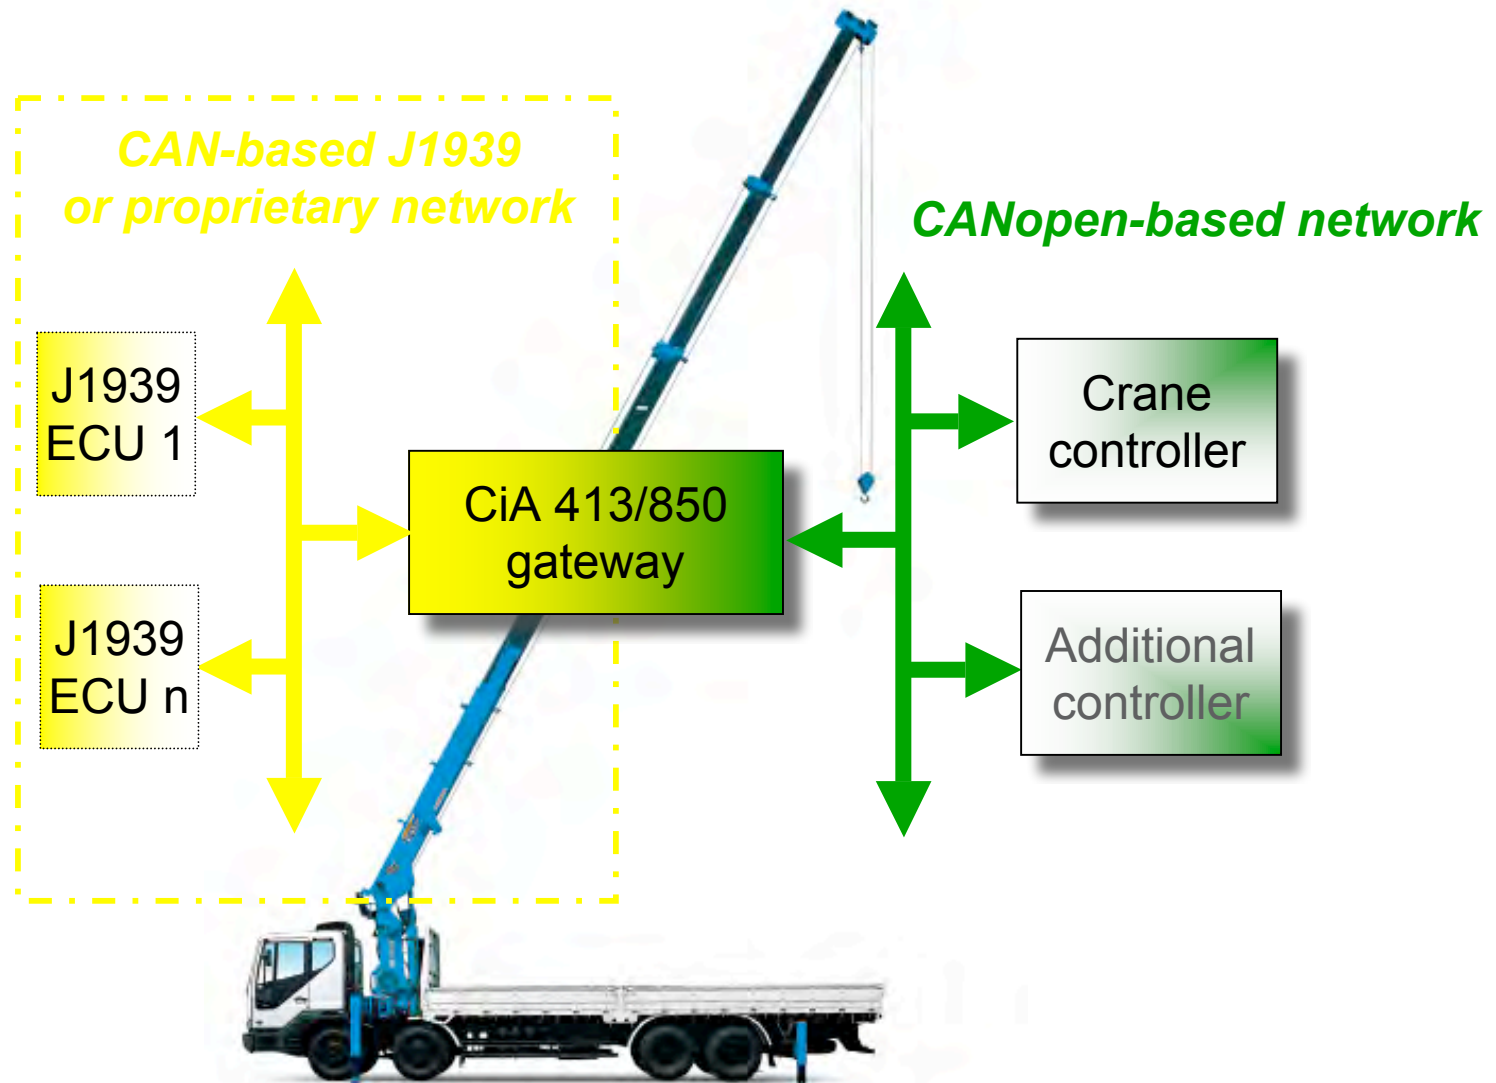 CAN-based J1939
or proprietary network
CANopen-based network
J1939
ECU 1
Crane
controller
CiA 413/850
gateway
J1939
ECU n
Additional
controller